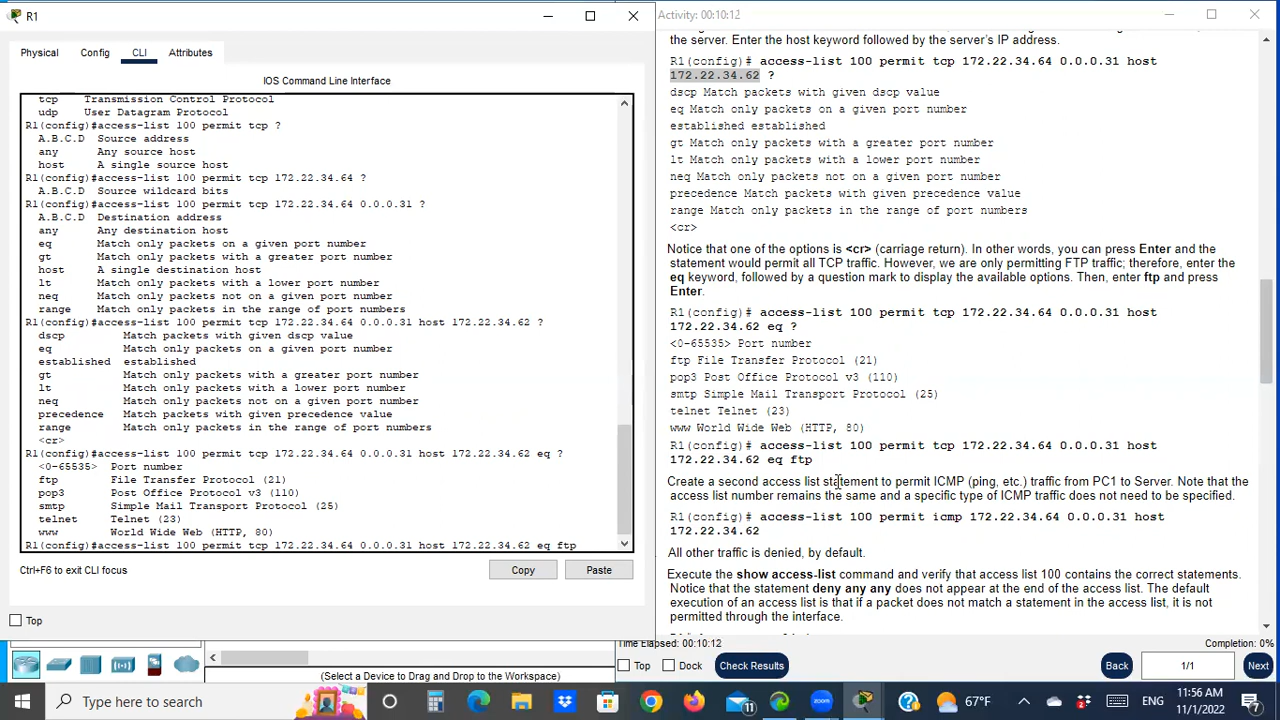 R1
Physical
Config
CLI
Attributes
IOS Command Line Interface
tcp Transmission Control Protocol
udp User Datagram Protocol
R1(config)#access-list 100 permit tcp ?
A.B.C.D Source address
any Any source host
host A single source host
R1(config)#access-list 100 permit tcp 172.22.34.64 ?
A.B.C.D Source wildcard bits
R1(config)#access-list 100 permit tcp 172.22.34.64 0.0.0.31 ?
A.B.C.D Destination address
any Any destination host
eq Match only packets on a given port number
gt Match only packets with a greater port number
host A single destination host
lt Match only packets with a lower port number
neq Match only packets not on a given port number
range Match only packets in the range of port numbers
R1(config)#access-list 100 permit tcp 172.22.34.64 0.0.0.31 host 172.22.34.62 ?
dscp Match packets with given dscp value
eq Match only packets on a given port number
established established
gt Match only packets with a greater port number
lt Match only packets with a lower port number
neq Match only packets not on a given port number
precedence Match packets with given precedence value
range Match only packets in the range of port numbers
<cr>
R1(config)#access-list 100 permit tcp 172.22.34.64 0.0.0.31 host 172.22.34.62 eq ?
<0-65535> Port number
ftp File Transfer Protocol (21)
pop3 Post Office Protocol v3 (110)
smtp Simple Mail Transport Protocol (25)
telnet Telnet (23)
www World Wide Web (HTTP, 80)
R1(config)#access-list 100 permit tcp 172.22.34.64 0.0.0.31 host 172.22.34.62 eq ftp
Ctrl+F6 to exit CLI focus
Copy
Paste
Top
(Select a Device to Drag and Drop to the Workspace)
Activity: 00:10:12
the server. Enter the host keyword followed by the server's IP address.
R1(config)# access-list 100 permit tcp 172.22.34.64 0.0.0.31 host
172.22.34.62 ?
dscp Match packets with given dscp value
eq Match only packets on a given port number
established established
gt Match only packets with a greater port number
lt Match only packets with a lower port number
neq Match only packets not on a given port number
precedence Match packets with given precedence value
range Match only packets in the range of port numbers
<cr>
Notice that one of the options is <cr> (carriage return). In other words, you can press Enter and the
statement would permit all TCP traffic. However, we are only permitting FTP traffic; therefore, enter the
eq keyword, followed by a question mark to display the available options. Then, enter ftp and press
Enter.
R1(config)# access-list 100 permit tcp 172.22.34.64 0.0.0.31 host
172.22.34.62 eq ?
<0-65535> Port number
ftp File Transfer Protocol (21)
pop3 Post Office Protocol v3 (110)
smtp Simple Mail Transport Protocol (25)
telnet Telnet (23)
www World Wide Web (HTTP, 80)
R1(config)# access-list 100 permit tcp 172.22.34.64 0.0.0.31 host
172.22.34.62 eq ftp
Create a second access list statement to permit ICMP (ping, etc.) traffic from PC1 to Server. Note that the
access list number remains the same and a specific type of ICMP traffic does not need to be specified.
R1(config)# access-list 100 permit icmp 172.22.34.64 0.0.0.31 host
172.22.34.62
All other traffic is denied, by default.
Execute the show access-list command and verify that access list 100 contains the correct statements.
Notice that the statement deny any any does not appear at the end of the access list. The default
execution of an access list is that if a packet does not match a statement in the access list, it is not
permitted through the interface.
Time Elapsed: 00:10:12
Completion: 0%
Top
Dock
Check Results
Back
1/1
Next
Type here to search
11
67°F
2
ENG
11:56 AM
11/1/2022
7